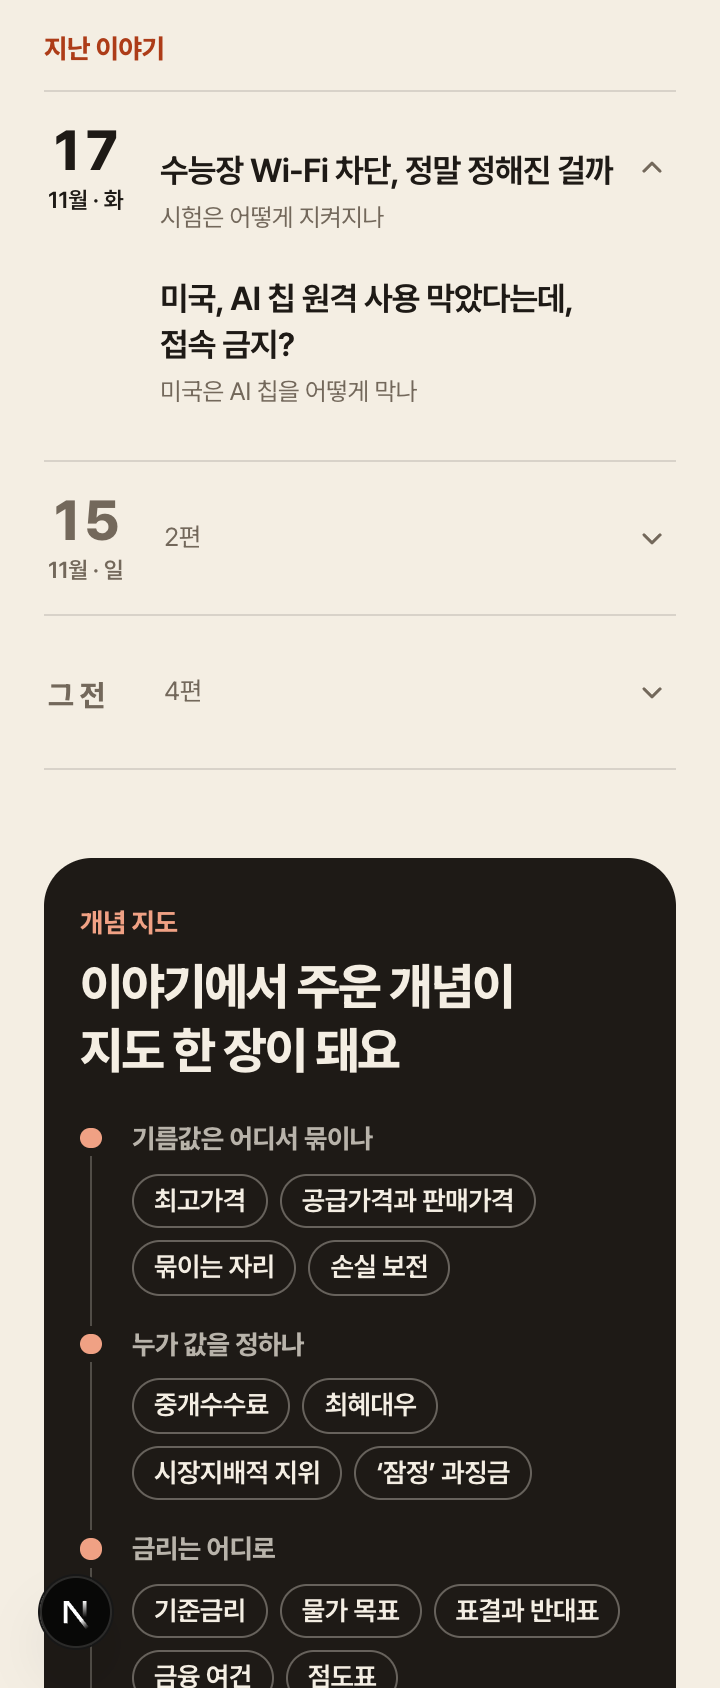 지난 이야기
17
11월 · 화
수능장 Wi-Fi 차단, 정말 정해진 걸까
시험은 어떻게 지켜지나
미국, AI 칩 원격 사용 막았다는데,
접속 금지?
미국은 AI 칩을 어떻게 막나
15
11월 · 일
2편
그 전
4편
개념 지도
이야기에서 주운 개념이
지도 한 장이 돼요
기름값은 어디서 묶이나
최고가격 공급가격과 판매가격
묶이는 자리 손실 보전
누가 값을 정하나
중개수수료 최혜대우
시장지배적 지위 ‘잠정’ 과징금
금리는 어디로
N
기준금리 물가 목표 표결과 반대표
금융 여건 점도표